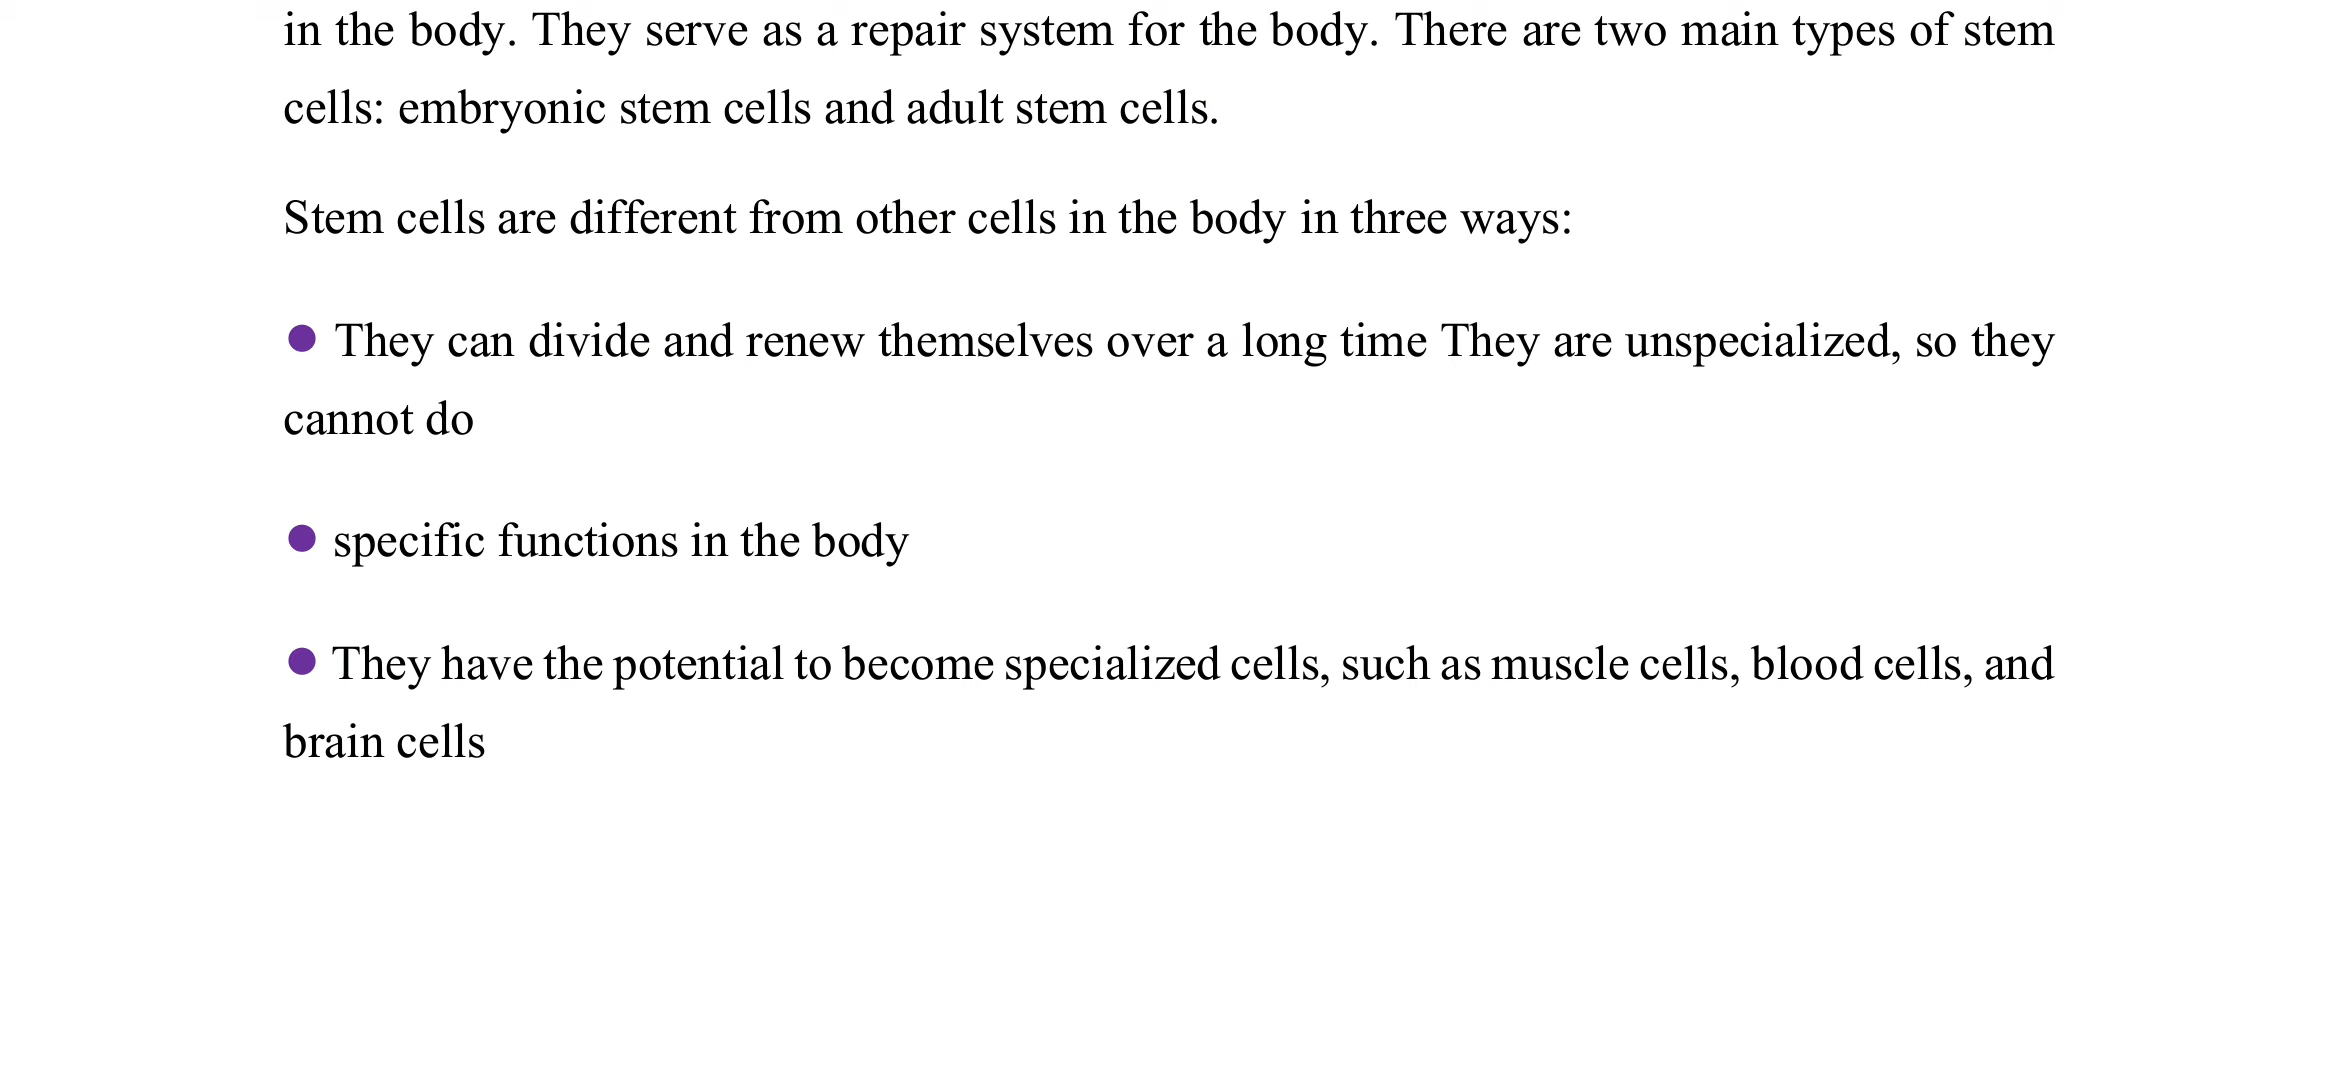 in the body. They serve as a repair system for the body. There are two main types of stem
cells: embryonic stem cells and adult stem cells.
Stem cells are different from other cells in the body in three ways:
● They can divide and renew themselves over a long time They are unspecialized, so they
cannot do
● specific functions in the body
● They have the potential to become specialized cells, such as muscle cells, blood cells, and
brain cells